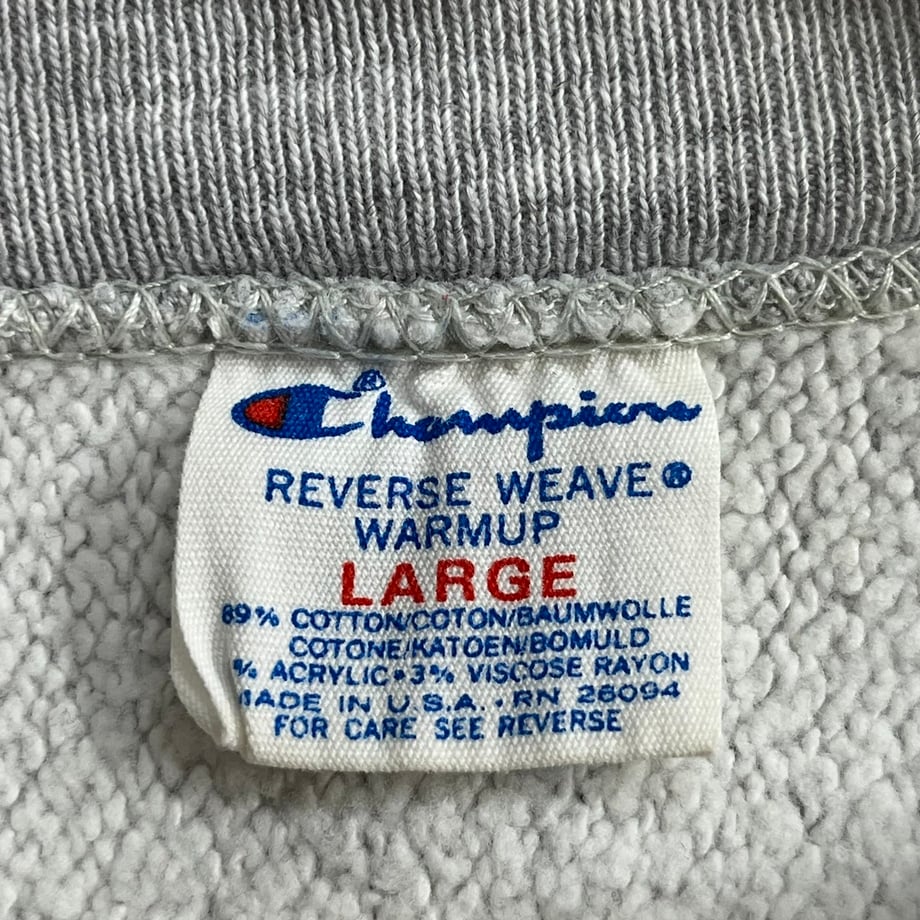 Champion®
REVERSE WEAVE®
WARMUP
LARGE
89% COTTON/COTON/BAUMWOLLE
COTONE/KATOEN/BOMULD
% ACRYLIC•3% VISCOSE RAYON
MADE IN U.S.A. • RN 26094
FOR CARE SEE REVERSE